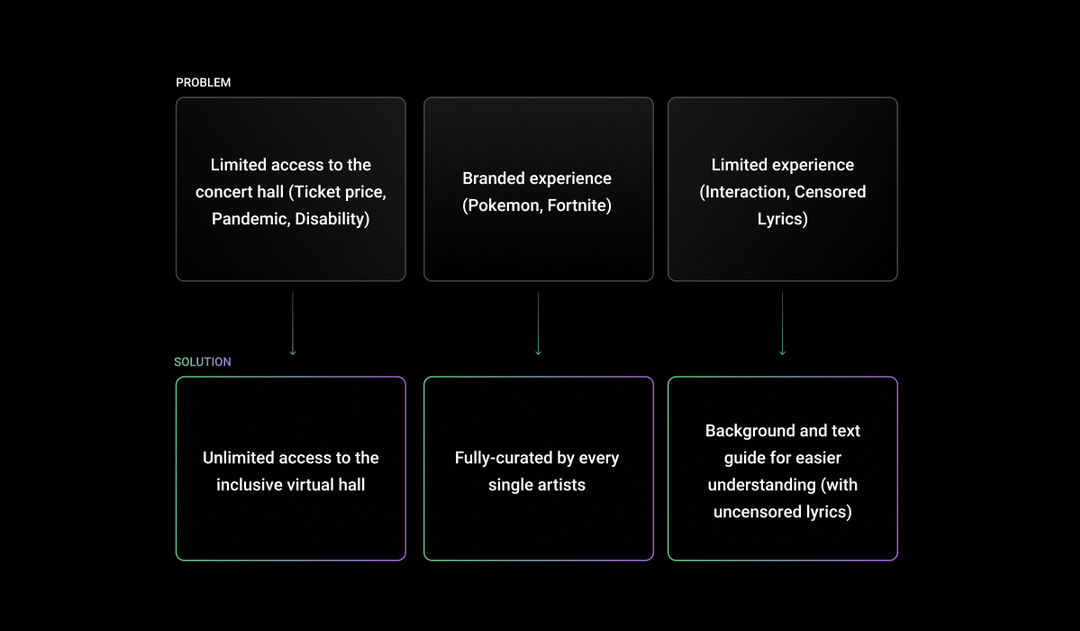 PROBLEM
Limited access to the
concert hall (Ticket price,
Pandemic, Disability)
Branded experience
(Pokemon, Fortnite)
Limited experience
(Interaction, Censored
Lyrics)
SOLUTION
Unlimited access to the
inclusive virtual hall
Fully-curated by every
single artists
Background and text
guide for easier
understanding (with
uncensored lyrics)